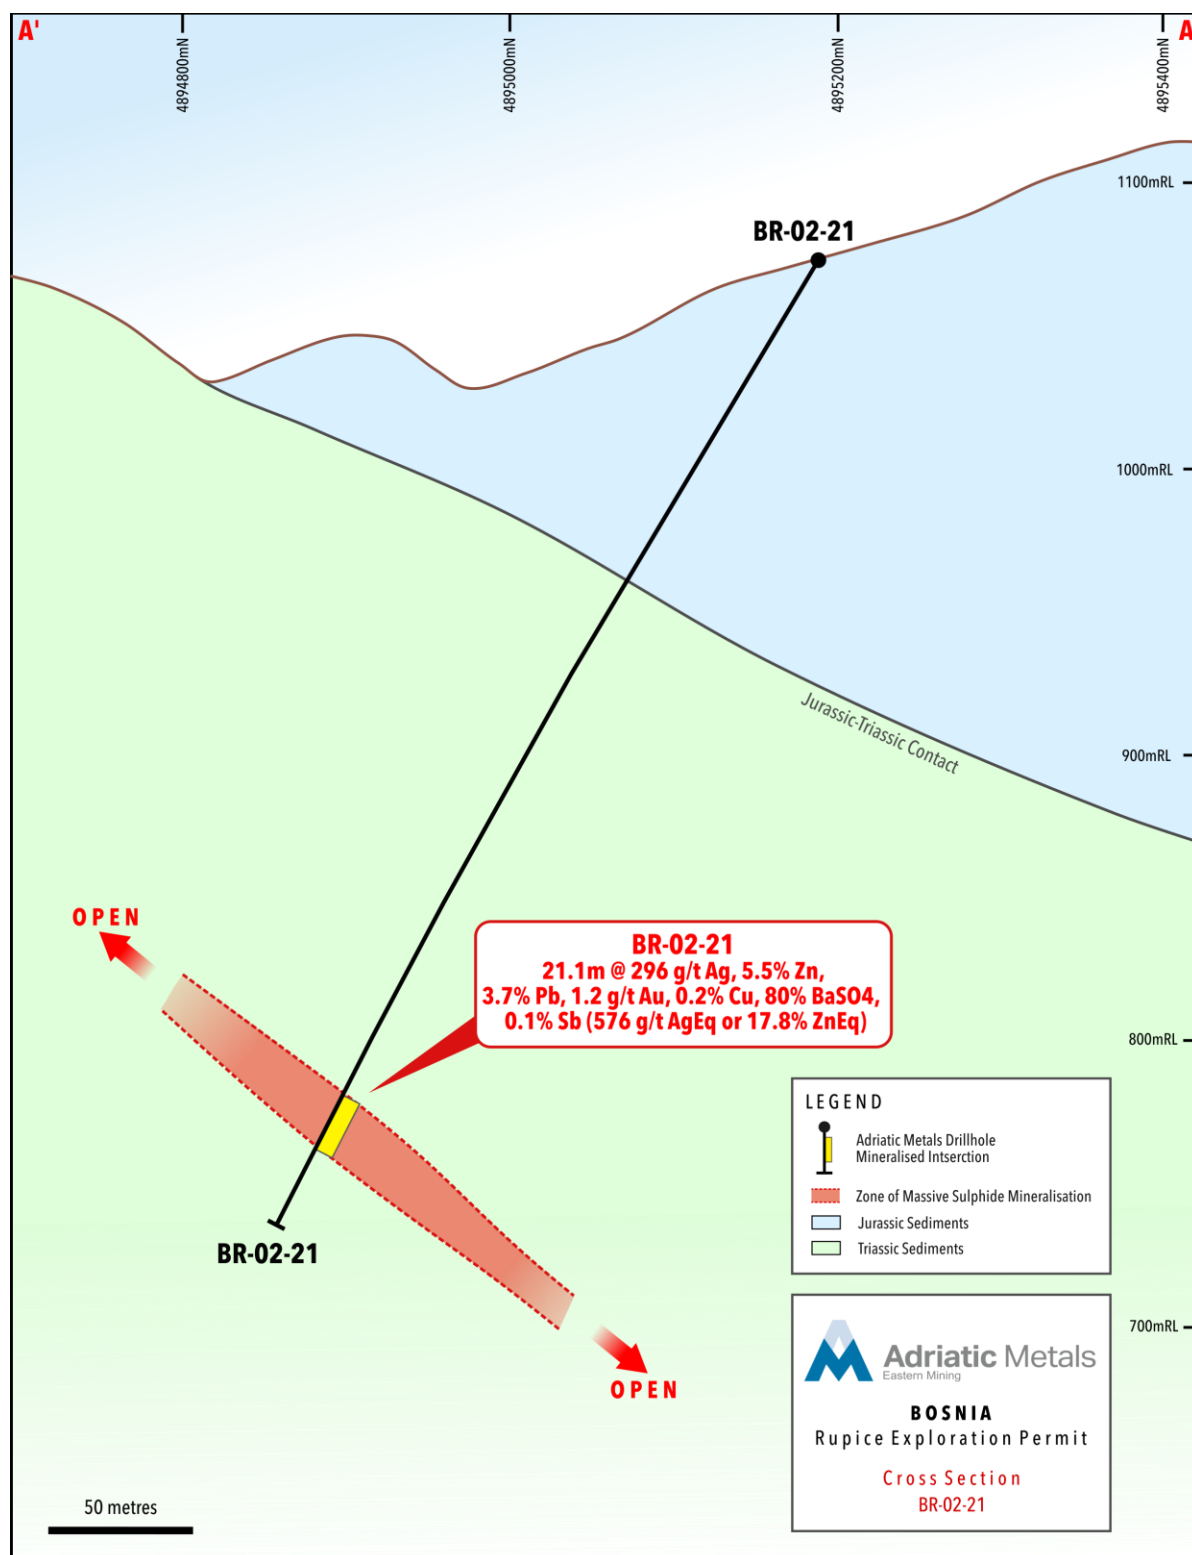 A'
A
4894800mN
4895000mN
4895200mN
4895400mN
1100mRL
BR-02-21
1000mRL
Jurassic-Triassic Contact
900mRL
OPEN
BR-02-21
21.1m @ 296 g/t Ag, 5.5% Zn,
3.7% Pb, 1.2 g/t Au, 0.2% Cu, 80% BaSO4,
0.1% Sb (576 g/t AgEq or 17.8% ZnEq)
800mRL
LEGEND
Adriatic Metals Drillhole
Mineralised Intserction
Zone of Massive Sulphide Mineralisation
Jurassic Sediments
Triassic Sediments
BR-02-21
700mRL
OPEN
Adriatic Metals
Eastern Mining
BOSNIA
Rupice Exploration Permit
Cross Section
BR-02-21
50 metres